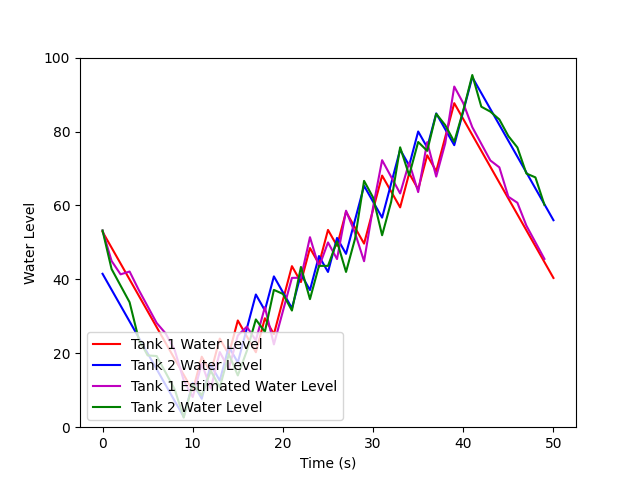 100
80
60
40
20
0
Water Level
Tank 1 Water Level
Tank 2 Water Level
Tank 1 Estimated Water Level
Tank 2 Water Level
0 10 20 30 40 50
Time (s)